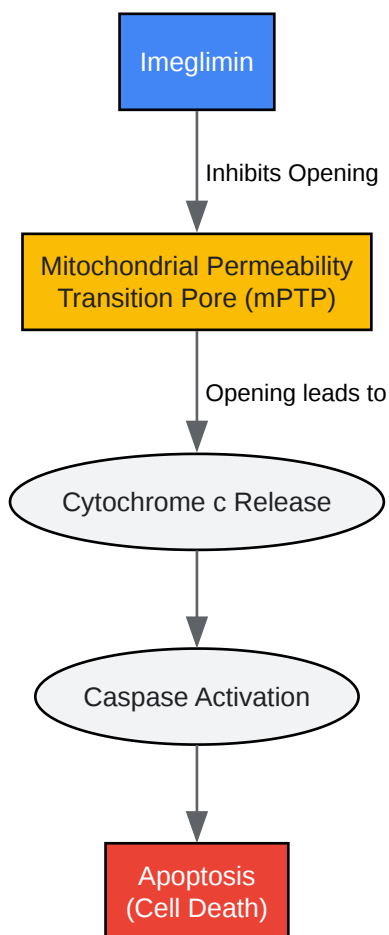 Imeglimin
Inhibits Opening
Mitochondrial Permeability
Transition Pore (mPTP)
Opening leads to
Cytochrome c Release
Caspase Activation
Apoptosis
(Cell Death)